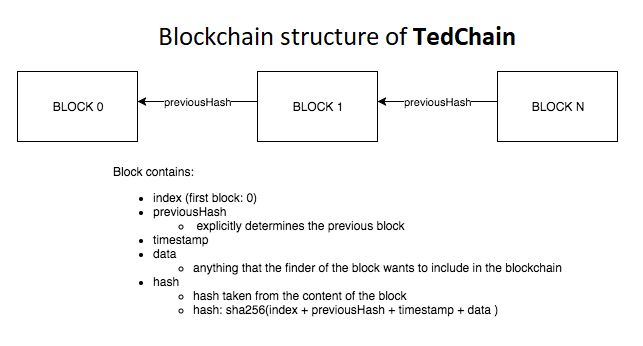 Blockchain structure of TedChain
BLOCK 0
previousHash
BLOCK 1
previousHash
BLOCK N
Block contains:
index (first block: 0)
previousHash
explicitly determines the previous block
timestamp
data
anything that the finder of the block wants to include in the blockchain
hash
hash taken from the content of the block
hash: sha256(index + previousHash + timestamp + data )